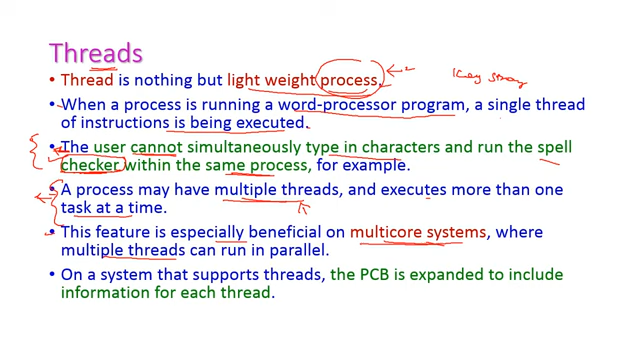 Threads
• Thread is nothing but light weight process.
Key strog
• When a process is running a word-processor program, a single thread
of instructions is being executed.
• The user cannot simultaneously type in characters and run the spell
checker within the same process, for example.
• A process may have multiple threads, and executes more than one
task at a time.
• This feature is especially beneficial on multicore systems, where
multiple threads can run in parallel.
• On a system that supports threads, the PCB is expanded to include
information for each thread.